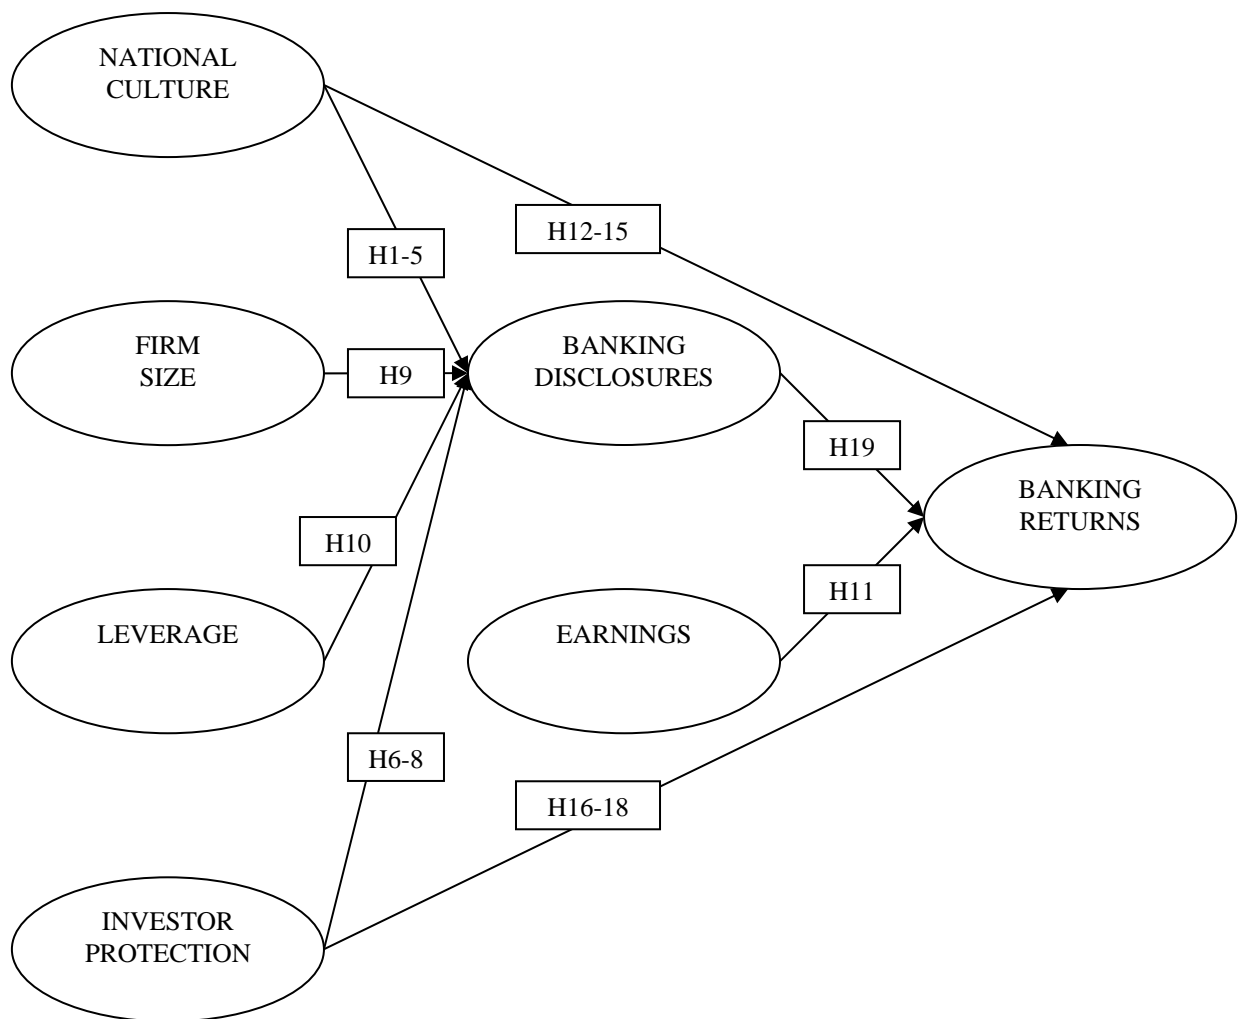 NATIONAL
CULTURE
H12-15
H1-5
FIRM
SIZE
H9
BANKING
DISCLOSURES
H19
BANKING
RETURNS
H10
H11
LEVERAGE
EARNINGS
H6-8
H16-18
INVESTOR
PROTECTION